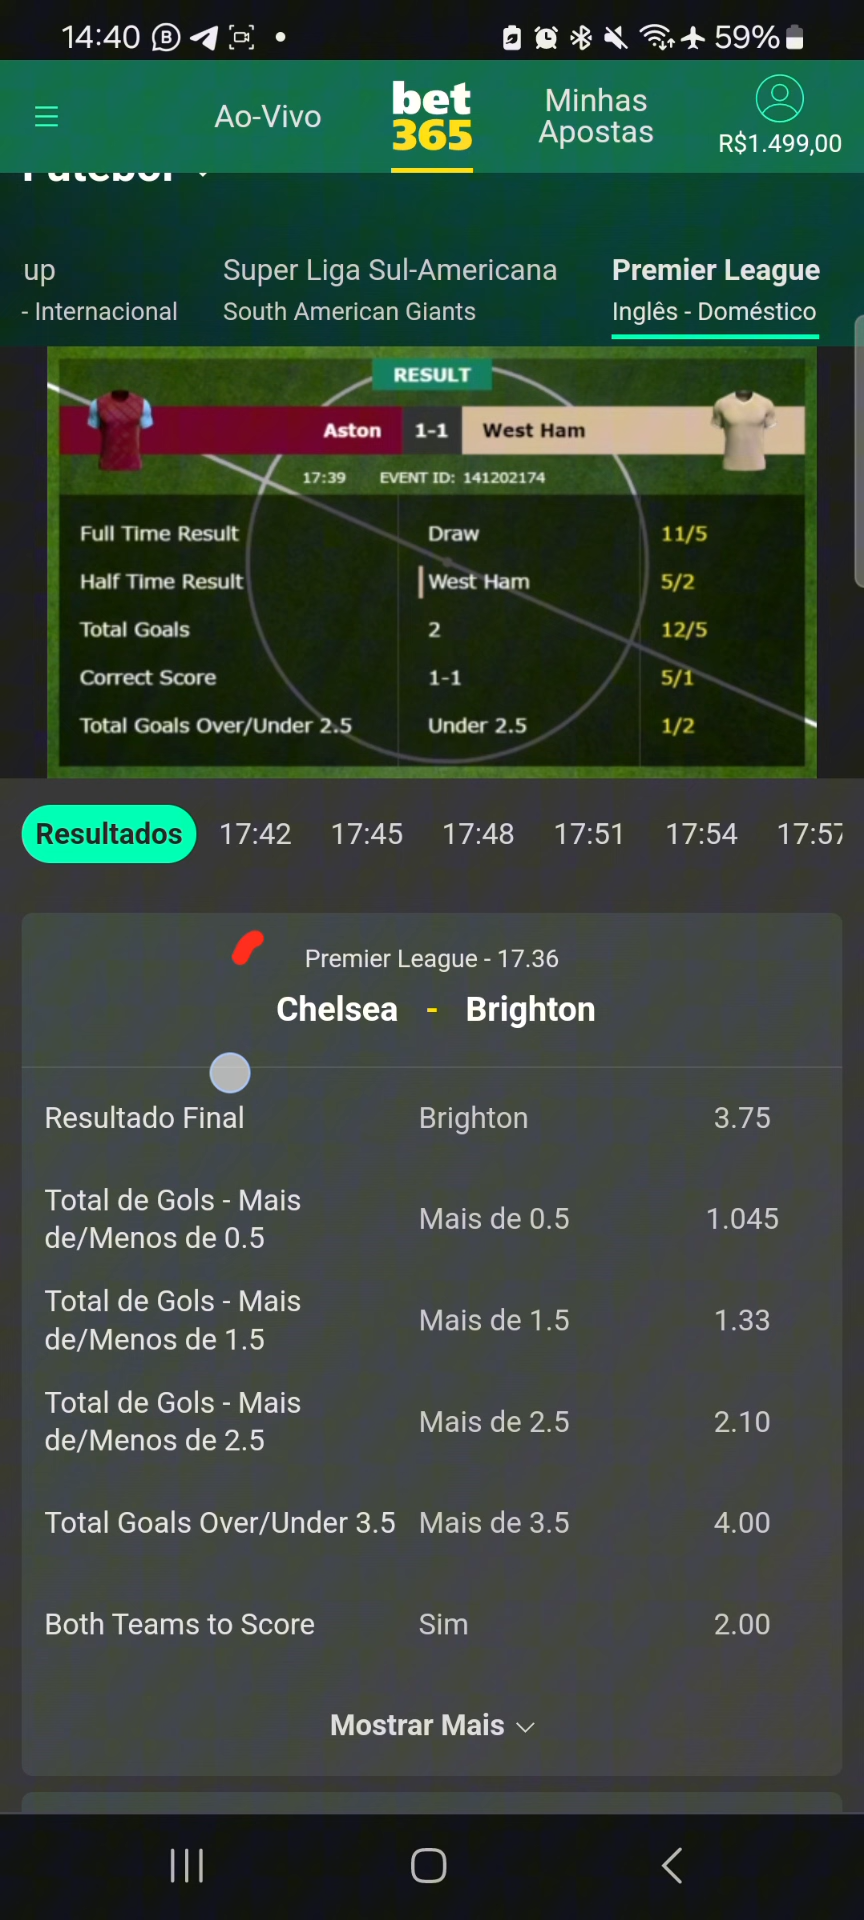 14:40 59%
Ao-Vivo
bet
365
Minhas
Apostas
R$1.499,00
Futebol
up
- Internacional
Super Liga Sul-Americana
South American Giants
Premier League
Inglês - Doméstico
RESULT
Aston 1-1 West Ham
17:39 EVENT ID: 141202174
Full Time Result Draw 11/5
Half Time Result West Ham 5/2
Total Goals 2 12/5
Correct Score 1-1 5/1
Total Goals Over/Under 2.5 Under 2.5 1/2
Resultados 17:42 17:45 17:48 17:51 17:54 17:57
Premier League - 17.36
Chelsea - Brighton
Resultado Final Brighton 3.75
Total de Gols - Mais
de/Menos de 0.5 Mais de 0.5 1.045
Total de Gols - Mais
de/Menos de 1.5 Mais de 1.5 1.33
Total de Gols - Mais
de/Menos de 2.5 Mais de 2.5 2.10
Total Goals Over/Under 3.5 Mais de 3.5 4.00
Both Teams to Score Sim 2.00
Mostrar Mais